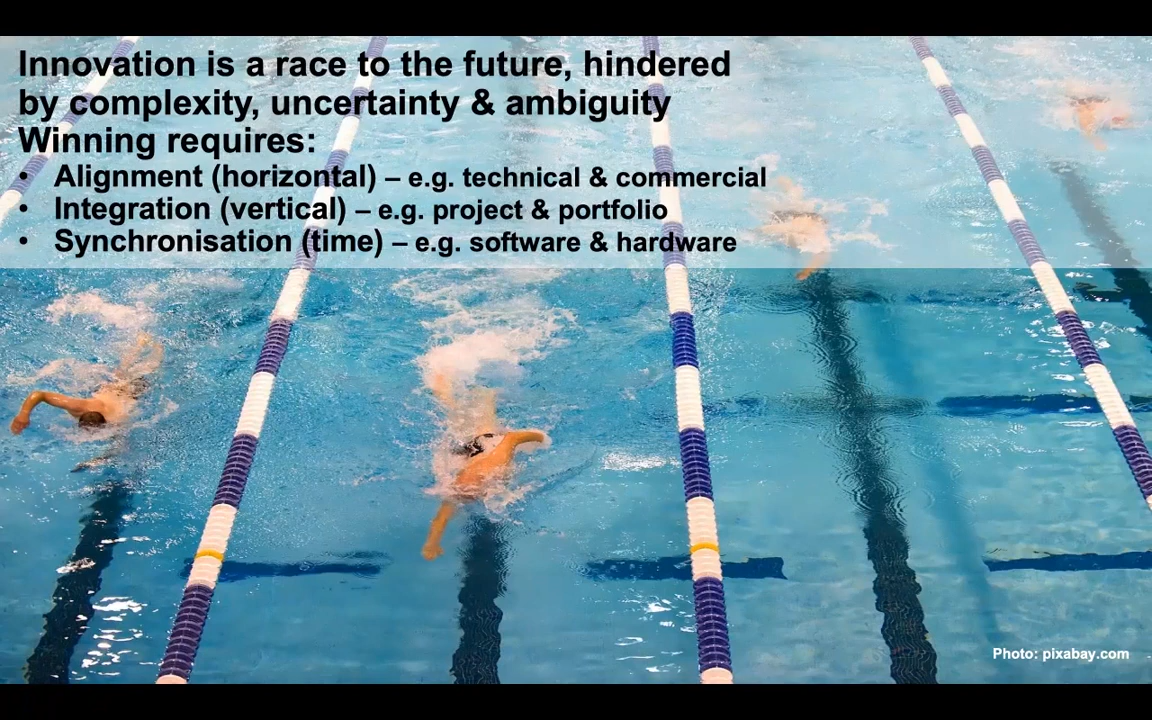 Innovation is a race to the future, hindered
by complexity, uncertainty & ambiguity
Winning requires:
• Alignment (horizontal) – e.g. technical & commercial
• Integration (vertical) – e.g. project & portfolio
• Synchronisation (time) – e.g. software & hardware
Photo: pixabay.com